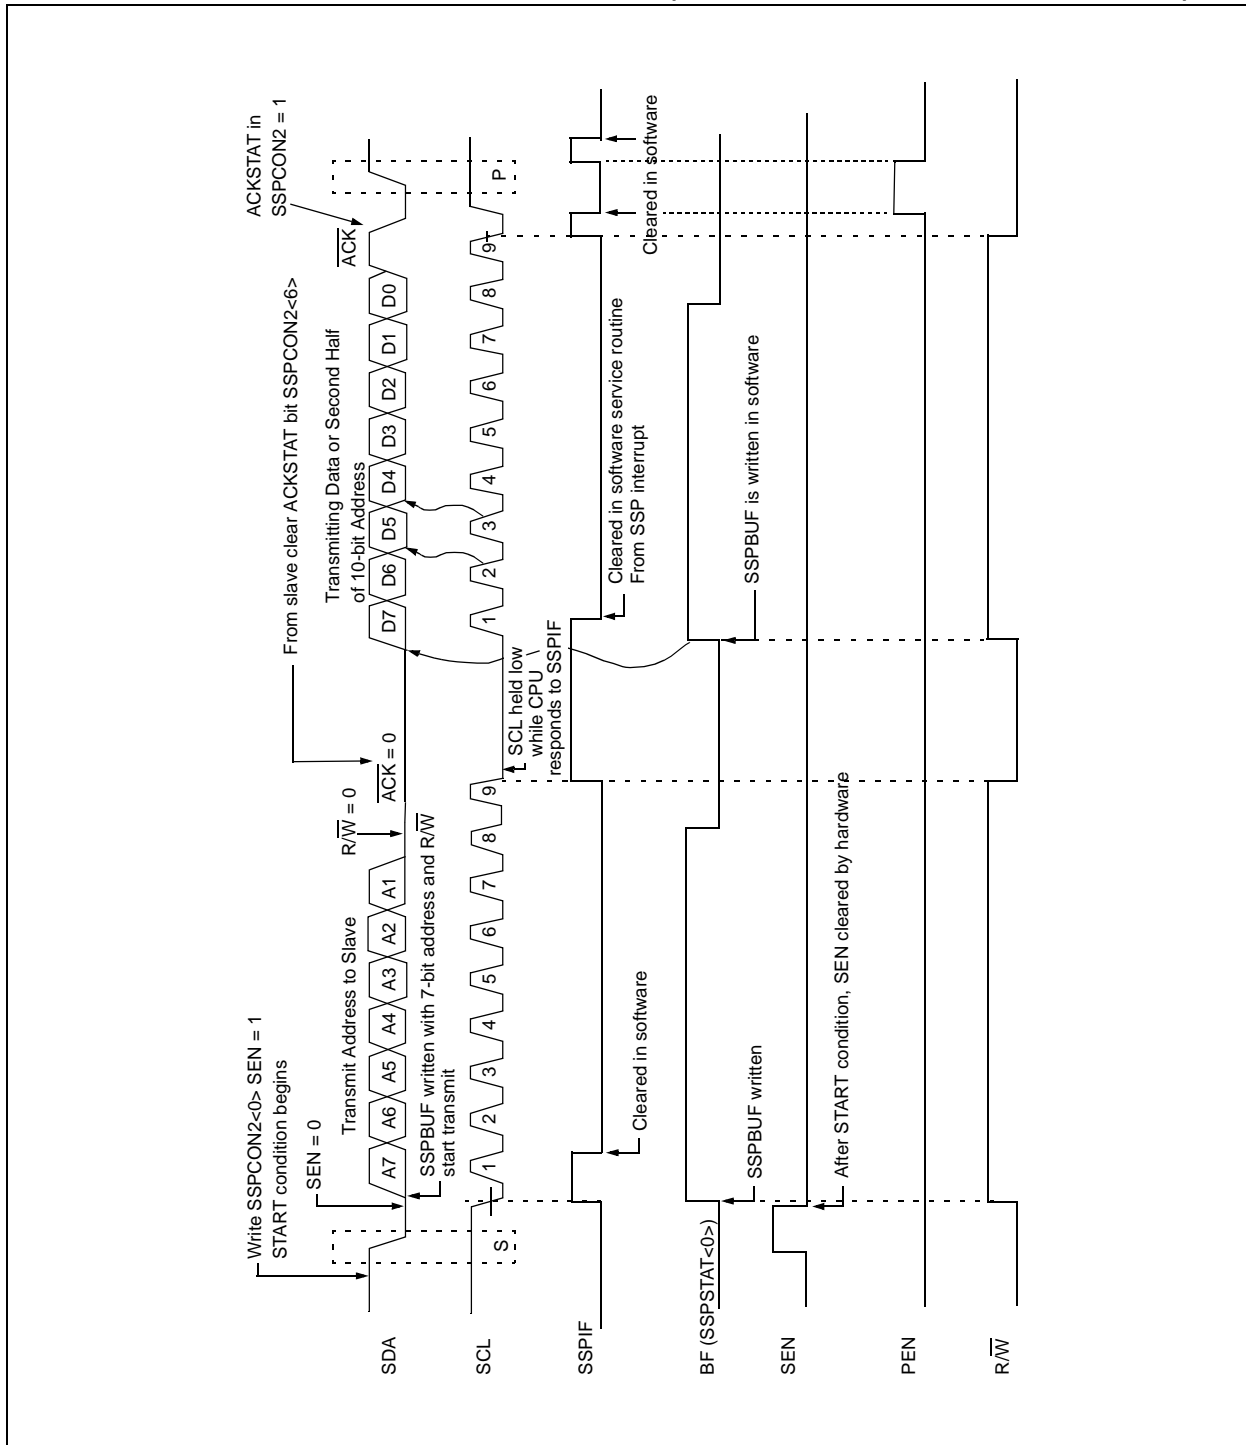 Write SSPCON2<0> SEN = 1
START condition begins
SEN = 0
Transmit Address to Slave
R/W = 0
From slave clear ACKSTAT bit SSPCON2<6>
ACK = 0
Transmitting Data or Second Half
of 10-bit Address
ACK
ACKSTAT in
SSPCON2 = 1
SDA
A7 A6 A5 A4 A3 A2 A1
D7 D6 D5 D4 D3 D2 D1 D0
SSPBUF written with 7-bit address and R/W
start transmit
SCL
S
1 2 3 4 5 6 7 8 9
1 2 3 4 5 6 7 8 9
P
SCL held low
while CPU
responds to SSPIF
SSPIF
Cleared in software
Cleared in software service routine
From SSP interrupt
Cleared in software
Cleared in software
BF (SSPSTAT<0>)
SSPBUF written
SSPBUF is written in software
SEN
After START condition, SEN cleared by hardware
PEN
R/W